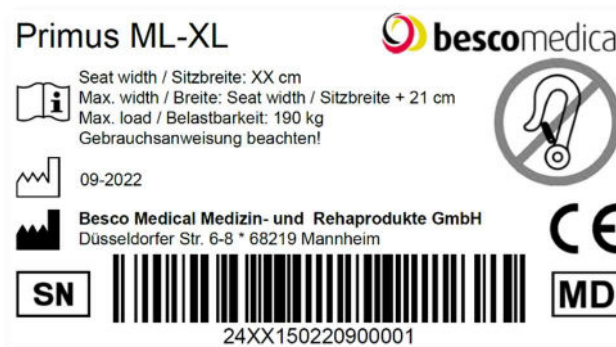 Primus ML-XL
bescomedical
Seat width / Sitzbreite: XX cm
Max. width / Breite: Seat width / Sitzbreite + 21 cm
Max. load / Belastbarkeit: 190 kg
Gebrauchsanweisung beachten!
09-2022
Besco Medical Medizin- und Rehaprodukte GmbH
Düsseldorfer Str. 6-8 * 68219 Mannheim
CE
SN
MD
24XX150220900001